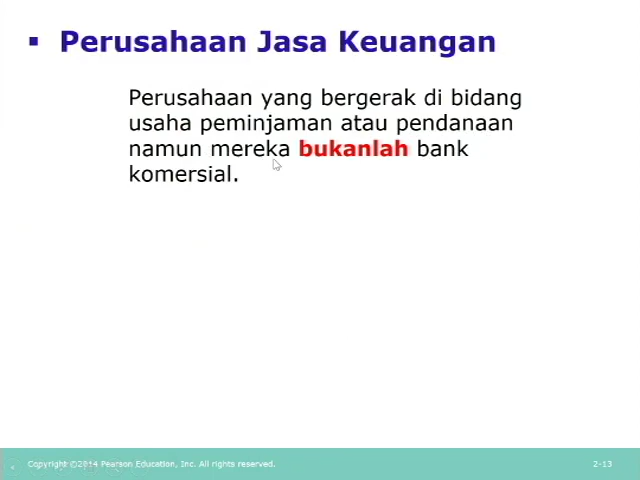 ▪ Perusahaan Jasa Keuangan
Perusahaan yang bergerak di bidang
usaha peminjaman atau pendanaan
namun mereka bukanlah bank
komersial.
Copyright ©2014 Pearson Education, Inc. All rights reserved.
2-13